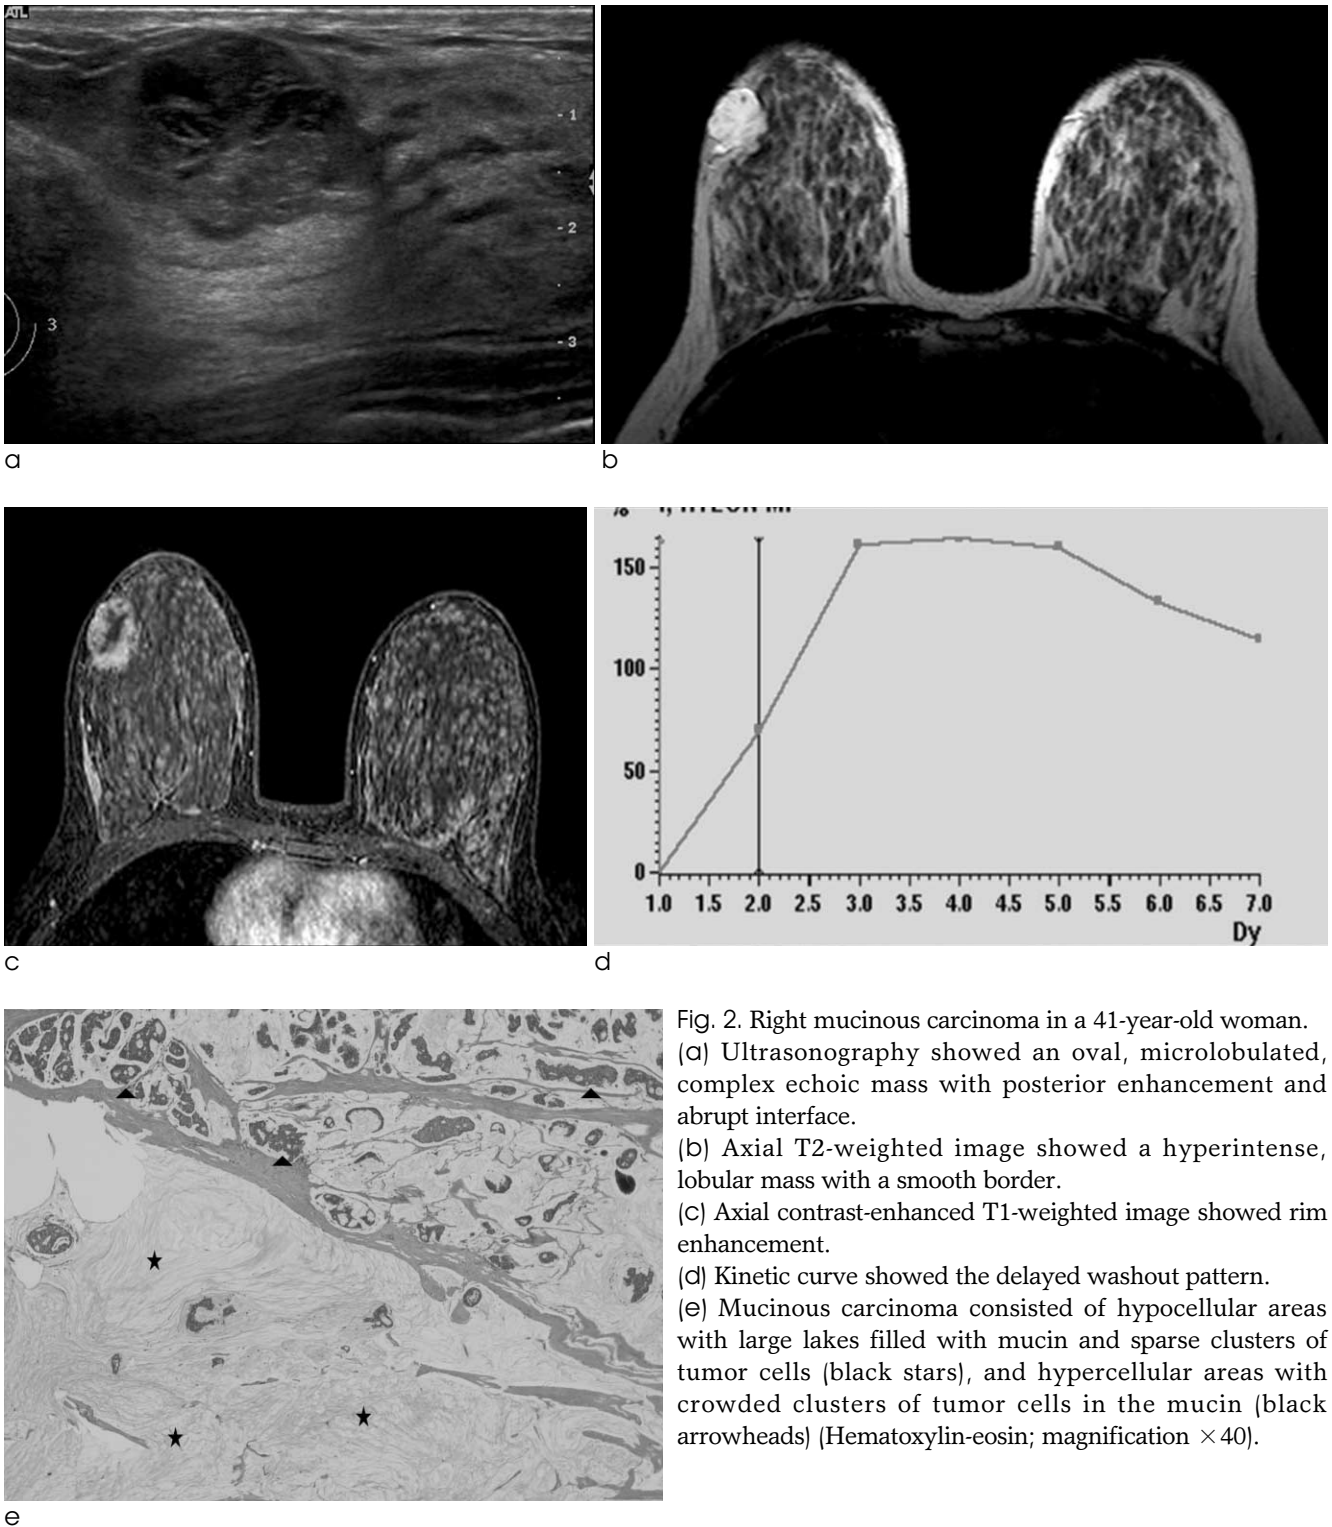 ATL
1
2
3
3
a
b
150
100
50
0
1.0 1.5 2.0 2.5 3.0 3.5 4.0 4.5 5.0 5.5 6.0 6.5 7.0
Dy
c
d
Fig. 2. Right mucinous carcinoma in a 41-year-old woman.
(a) Ultrasonography showed an oval, microlobulated,
complex echoic mass with posterior enhancement and
abrupt interface.
(b) Axial T2-weighted image showed a hyperintense,
lobular mass with a smooth border.
(c) Axial contrast-enhanced T1-weighted image showed rim
enhancement.
(d) Kinetic curve showed the delayed washout pattern.
(e) Mucinous carcinoma consisted of hypocellular areas
with large lakes filled with mucin and sparse clusters of
tumor cells (black stars), and hypercellular areas with
crowded clusters of tumor cells in the mucin (black
arrowheads) (Hematoxylin-eosin; magnification ×40).
e